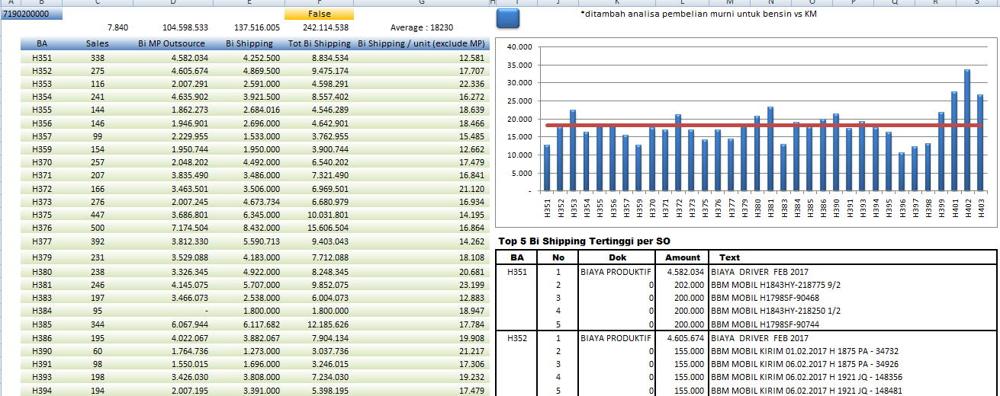 A B C D E F G H I J K L M N O P Q R S
7190200000 False *ditambah analisa pembelian murni untuk bensin vs KM
7.840 104.598.533 137.516.005 242.114.538 Average : 18230
BA Sales Bi MP Outsource Bi Shipping Tot Bi Shipping Bi Shipping / unit (exclude MP)
H351 338 4.582.034 4.252.500 8.834.534 12.581
H352 275 4.605.674 4.869.500 9.475.174 17.707
H353 116 2.007.291 2.591.000 4.598.291 22.336
H354 241 4.635.902 3.921.500 8.557.402 16.272
H355 144 1.862.273 2.684.016 4.546.289 18.639
H356 146 1.946.901 2.696.000 4.642.901 18.466
H357 99 2.229.955 1.533.000 3.762.955 15.485
H359 154 1.950.744 1.950.000 3.900.744 12.662
H370 257 2.048.202 4.492.000 6.540.202 17.479
H371 207 3.835.490 3.486.000 7.321.490 16.841
H372 166 3.463.501 3.506.000 6.969.501 21.120
H373 276 2.007.245 4.673.734 6.680.979 16.934
H375 447 3.686.801 6.345.000 10.031.801 14.195
H376 500 7.174.504 8.432.000 15.606.504 16.864
H377 392 3.812.330 5.590.713 9.403.043 14.262
H379 231 3.529.088 4.183.000 7.712.088 18.108
H380 238 3.326.345 4.922.000 8.248.345 20.681
H381 246 4.145.075 5.707.000 9.852.075 23.199
H383 197 3.466.073 2.538.000 6.004.073 12.883
H384 95 - 1.800.000 1.800.000 18.947
H385 344 6.067.944 6.117.682 12.185.626 17.784
H386 195 4.022.067 3.882.067 7.904.134 19.908
H390 60 1.764.736 1.273.000 3.037.736 21.217
H391 98 1.550.015 1.696.000 3.246.015 17.306
H393 198 3.426.030 3.808.000 7.234.030 19.232
H394 194 2.007.195 3.391.000 5.398.195 17.479
40.000
35.000
30.000
25.000
20.000
15.000
10.000
5.000
-
H351 H352 H353 H354 H355 H356 H357 H359 H370 H371 H372 H373 H375 H376 H377 H379 H380 H381 H383 H384 H385 H386 H390 H391 H393 H394 H395 H396 H397 H398 H399 H401 H402 H403
Top 5 Bi Shipping Tertinggi per SO
BA No Dok Amount Text
H351 1 BIAYA PRODUKTIF 4.582.034 BIAYA DRIVER FEB 2017
2 0 202.000 BBM MOBIL H1843HY-218775 9/2
3 0 200.000 BBM MOBIL H1798SF-90468
4 0 200.000 BBM MOBIL H1843HY-218250 1/2
5 0 200.000 BBM MOBIL H1798SF-90744
H352 1 BIAYA PRODUKTIF 4.605.674 BIAYA DRIVER FEB 2017
2 0 155.000 BBM MOBIL KIRIM 01.02.2017 H 1875 PA - 34732
3 0 155.000 BBM MOBIL KIRIM 06.02.2017 H 1875 PA - 34926
4 0 155.000 BBM MOBIL KIRIM 06.02.2017 H 1921 JQ - 148356
5 0 155.000 BBM MOBIL KIRIM 06.02.2017 H 1921 JQ - 148481